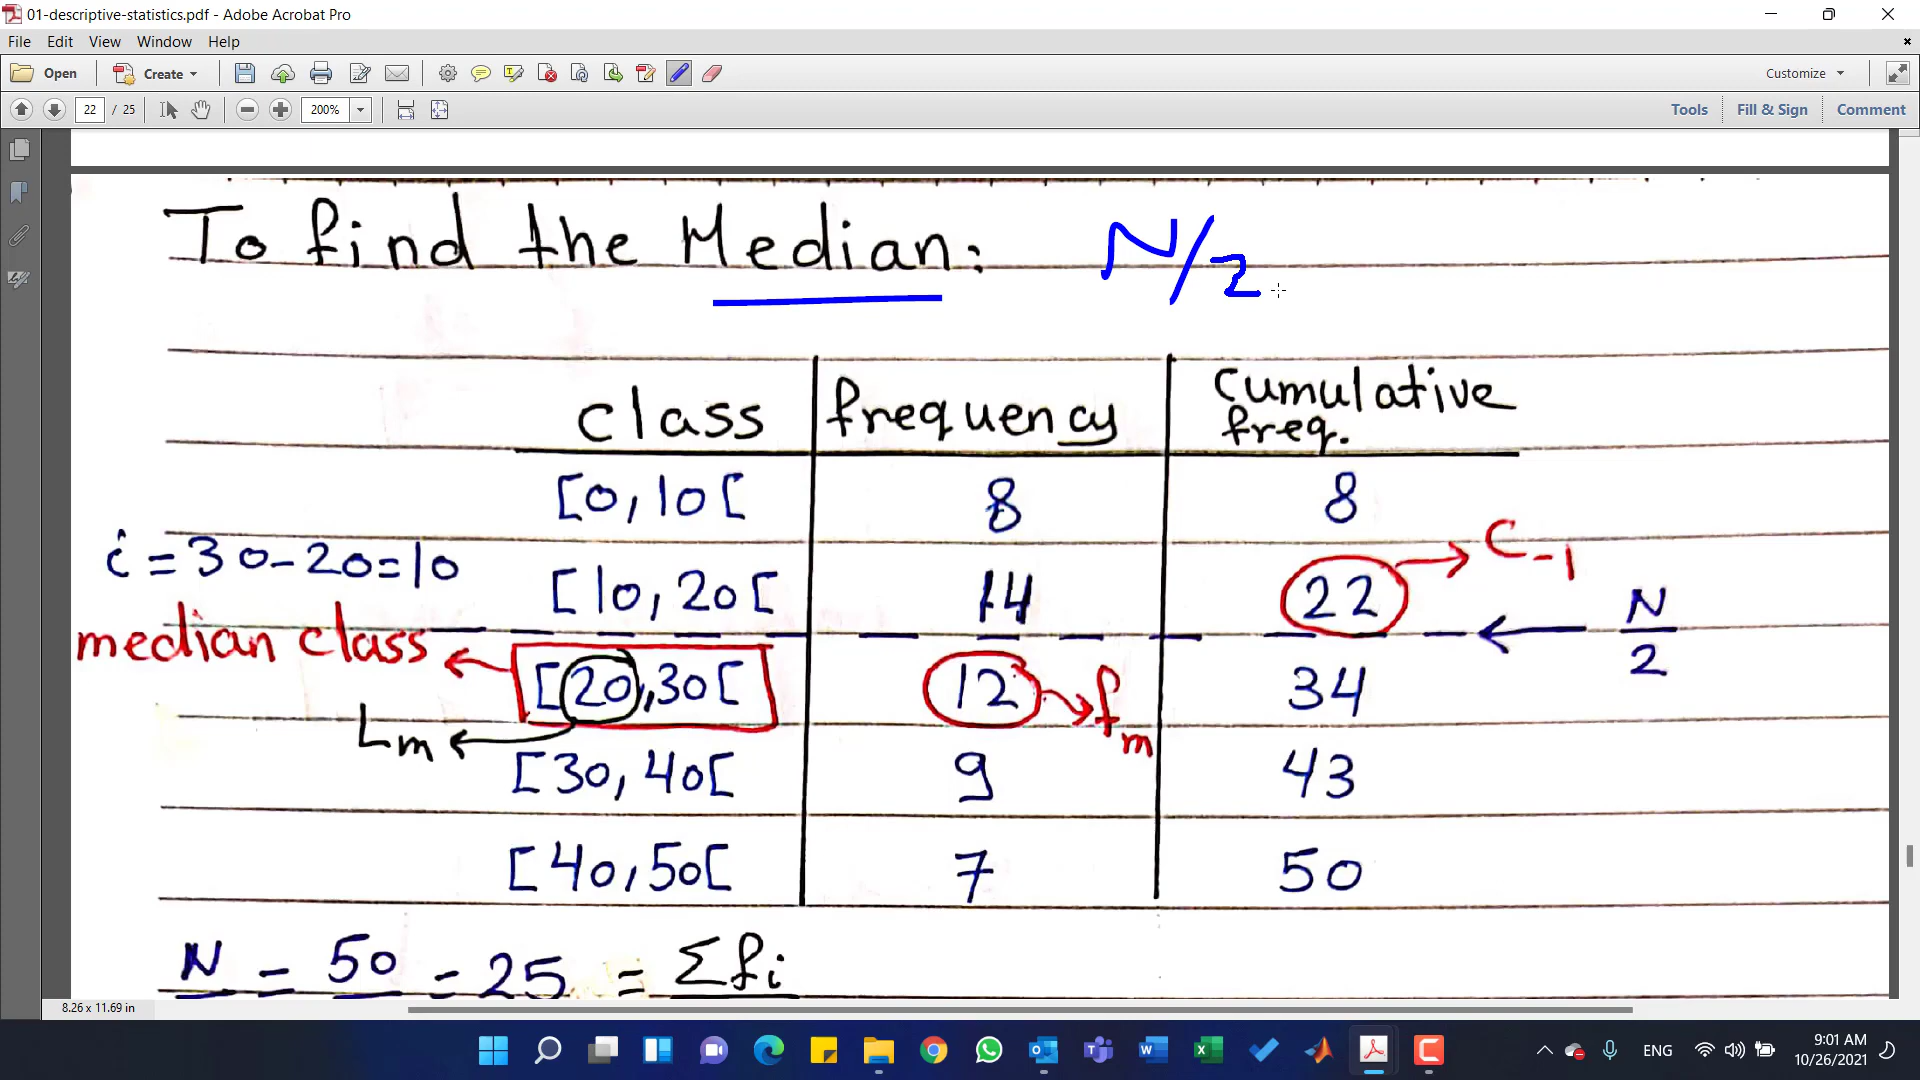 01-descriptive-statistics.pdf - Adobe Acrobat Pro
File Edit View Window Help
Open Create Customize
22 / 25 200% Tools Fill & Sign Comment
To find the Median: N/2
class frequency Cumulative freq.
[0,10[ 8 8
i = 30-20=10
[10,20[ 14 22 C-1
N/2
median class [20,30[ 12 fm 34
Lm
[30,40[ 9 43
[40,50[ 7 50
N = 50 = 25 = Σfi
8.26 x 11.69 in
ENG 9:01 AM
10/26/2021